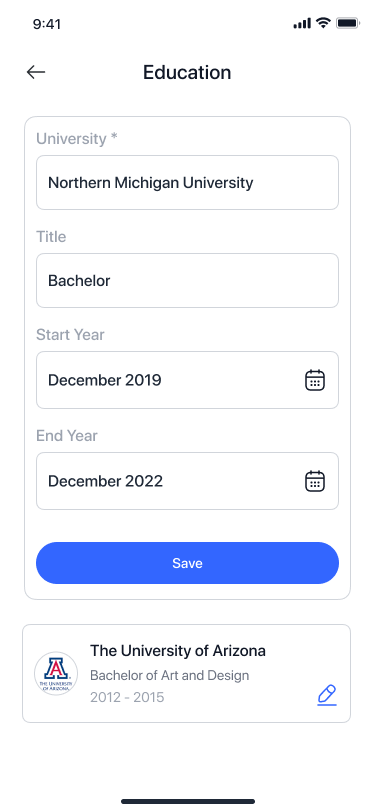 9:41
Education
University *
Northern Michigan University
Title
Bachelor
Start Year
December 2019
End Year
December 2022
Save
The University of Arizona
A
THE UNIVERSITY
OF ARIZONA
Bachelor of Art and Design
2012 - 2015